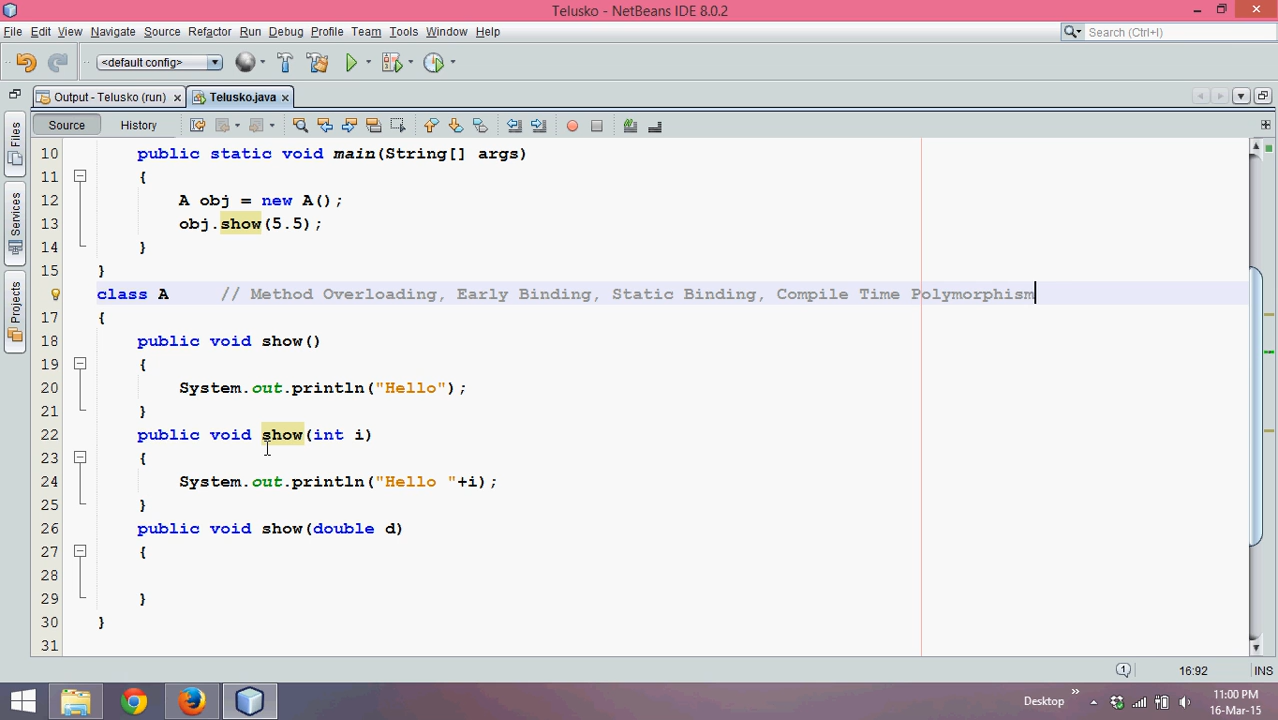 Telusko - NetBeans IDE 8.0.2
File Edit View Navigate Source Refactor Run Debug Profile Team Tools Window Help
Search (Ctrl+I)
<default config>
Output - Telusko (run) Telusko.java
Source History
Files
Services
Projects
10 public static void main(String[] args)
11 {
12 A obj = new A();
13 obj.show(5.5);
14 }
15 }
class A // Method Overloading, Early Binding, Static Binding, Compile Time Polymorphism
17 {
18 public void show()
19 {
20 System.out.println("Hello");
21 }
22 public void show(int i)
23 {
24 System.out.println("Hello "+i);
25 }
26 public void show(double d)
27 {
28
29 }
30 }
31
1 16:92 INS
Desktop
11:00 PM
16-Mar-15